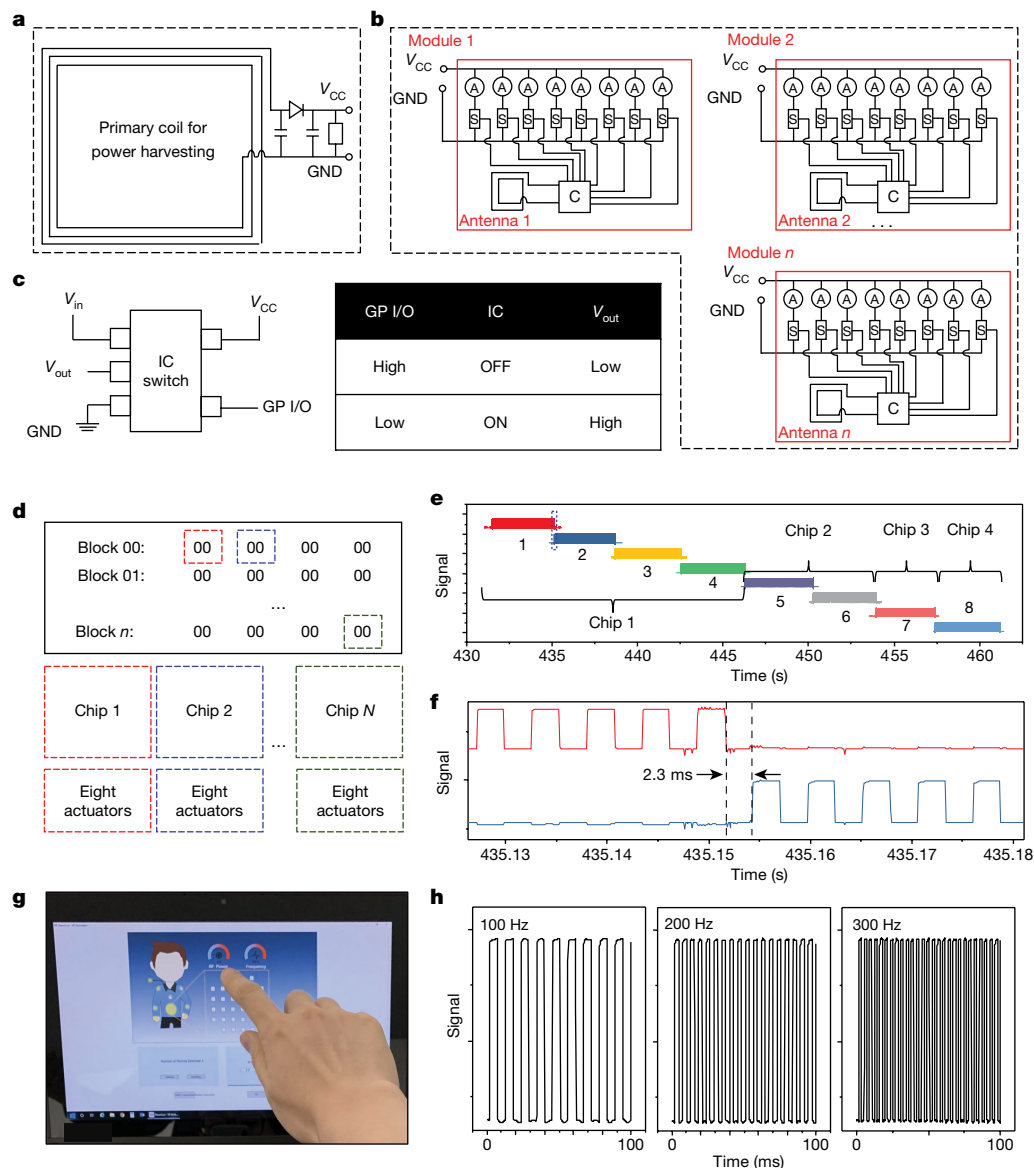 a
Primary coil for
power harvesting
V_CC
GND
b
Module 1
V_CC
GND
A A A A A A A A
S S S S S S S S
C
Antenna 1
Module 2
V_CC
GND
A A A A A A A A
S S S S S S S S
C
Antenna 2
...
Module n
V_CC
GND
A A A A A A A A
S S S S S S S S
C
Antenna n
c
V_in
V_CC
V_out
IC
switch
GND
GP I/O
GP I/O IC V_out
High OFF Low
Low ON High
d
Block 00: 00 00 00 00
Block 01: 00 00 00 00
...
Block n: 00 00 00 00
Chip 1 Chip 2 ... Chip N
Eight
actuators
Eight
actuators
Eight
actuators
e
Signal
1
2
3
4
5
6
7
8
Chip 1
Chip 2
Chip 3
Chip 4
430 435 440 445 450 455 460
Time (s)
f
Signal
2.3 ms
435.13 435.14 435.15 435.16 435.17 435.18
Time (s)
g
RF Power
Frequency
h
Signal
100 Hz
200 Hz
300 Hz
0 100 0 100 0 100
Time (ms)